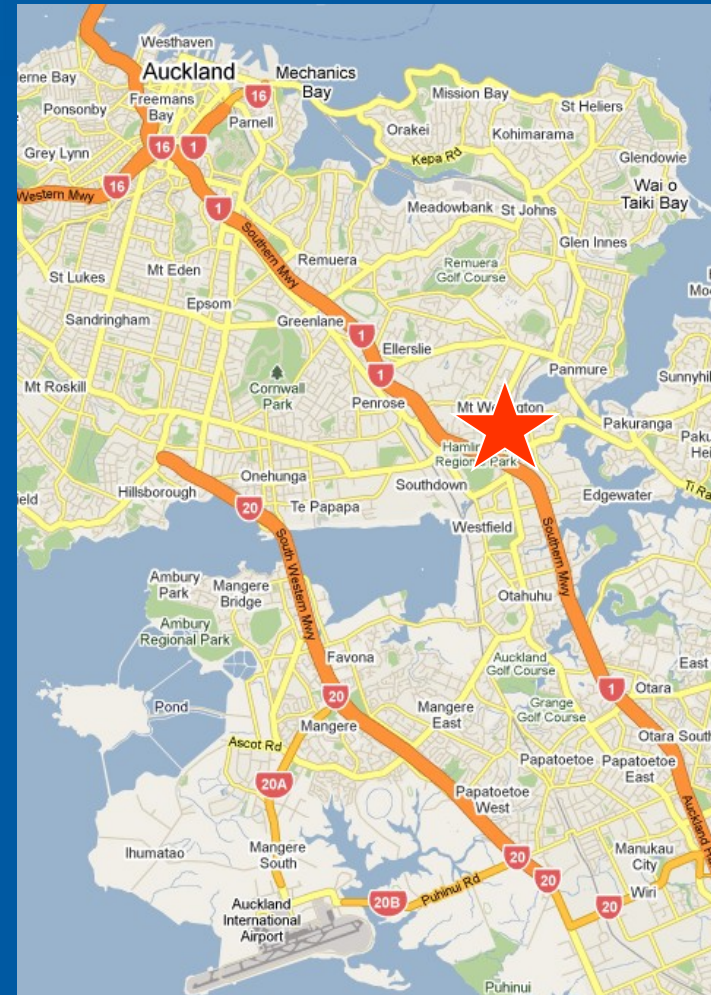 Westhaven
Auckland
Mechanics
Bay
erne Bay
16
Mission Bay
Ponsonby
Freemans
Bay
St Heliers
Parnell
Orakei
Kohimarama
16
1
Grey Lynn
Kepa Rd
Glendowie
16
Western Mwy
Wai o
Taiki Bay
1
Meadowbank
St Johns
Southern Mwy
Glen Innes
Remuera
Remuera
Golf Course
St Lukes
Mt Eden
Epsom
Moo
Sandringham
Greenlane
1
Ellerslie
1
Panmure
Sunnyhil
Mt Roskill
Cornwall
Park
Penrose
Pakuranga
Regional Park
Onehunga
Southdown
Hillsborough
ield
20
Te Papapa
Edgewater
Ti Ra
Westfield
South Western Mwy
Southern Mwy
Ambury
Park
Mangere
Bridge
Otahuhu
Ambury
Regional Park
Favona
Auckland
Golf Course
East
20
1
Otara
Pond
Mangere
Mangere
East
Grange
Golf Course
Otara South
Ascot Rd
Papatoetoe
Papatoetoe
East
20A
Papatoetoe
West
Ihumatao
Mangere
South
20
Manukau
City
20
Wiri
Auckland
International
Airport
20B
Puhinui Rd
20
Puhinui